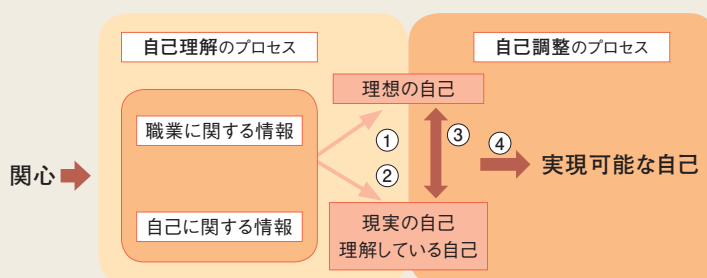 自己理解のプロセス
自己調整のプロセス
理想の自己
職業に関する情報
①
③
④
関心
実現可能な自己
②
自己に関する情報
現実の自己
理解している自己